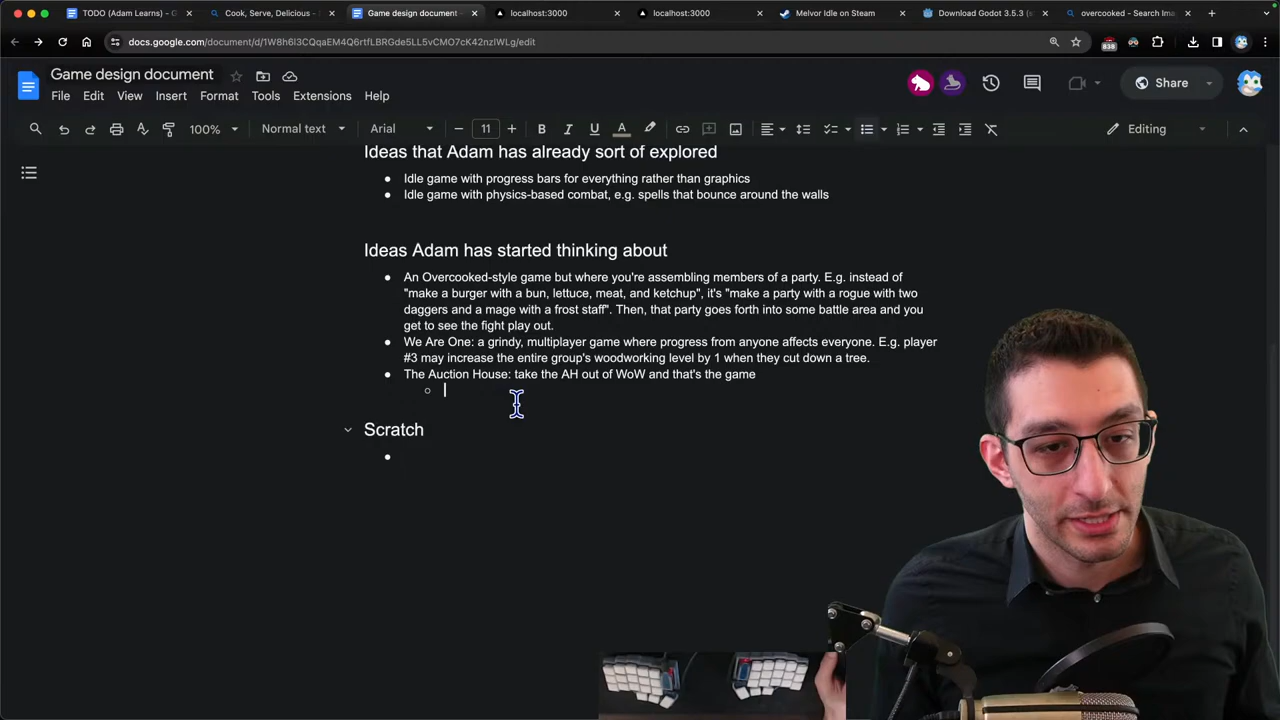 TODO (Adam Learns) – G
Cook, Serve, Delicious -
Game design document -
localhost:3000
localhost:3000
Melvor Idle on Steam
Download Godot 3.5.3 (s
overcooked - Search Ima
docs.google.com/document/d/1W8h6l3CQqaEM4Q6rtfLBRGde5LL5vCMO7cK42nzIWLg/edit
838
Game design document
File Edit View Insert Format Tools Extensions Help
Share
100% Normal text Arial 11 B I U A Editing
Ideas that Adam has already sort of explored
Idle game with progress bars for everything rather than graphics
Idle game with physics-based combat, e.g. spells that bounce around the walls
Ideas Adam has started thinking about
An Overcooked-style game but where you're assembling members of a party. E.g. instead of
"make a burger with a bun, lettuce, meat, and ketchup", it's "make a party with a rogue with two
daggers and a mage with a frost staff". Then, that party goes forth into some battle area and you
get to see the fight play out.
We Are One: a grindy, multiplayer game where progress from anyone affects everyone. E.g. player
#3 may increase the entire group's woodworking level by 1 when they cut down a tree.
The Auction House: take the AH out of WoW and that's the game
Scratch